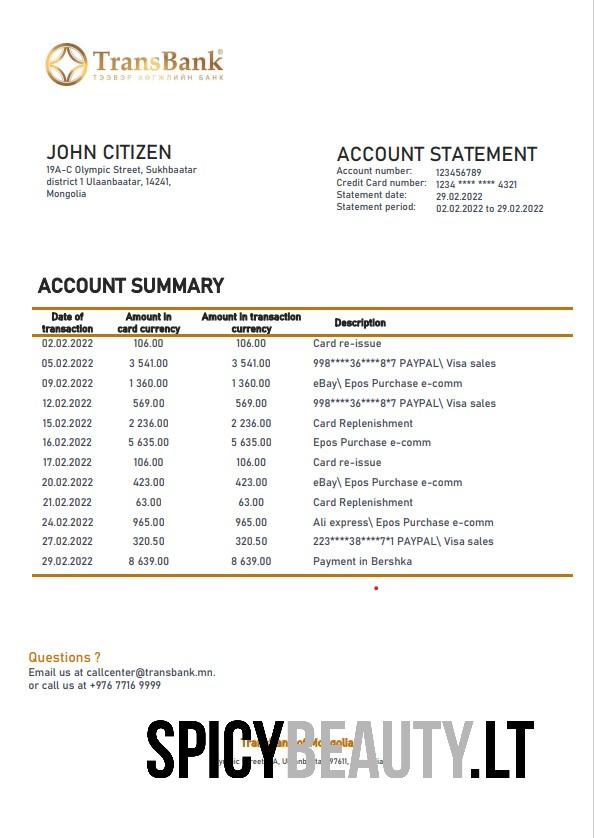 TransBank®
ТЭЭВЭР ХӨГЖЛИЙН БАНК
JOHN CITIZEN
19A-C Olympic Street, Sukhbaatar
district 1 Ulaanbaatar, 14241,
Mongolia
ACCOUNT STATEMENT
Account number: 123456789
Credit Card number: 1234 **** **** 4321
Statement date: 29.02.2022
Statement period: 02.02.2022 to 29.02.2022
ACCOUNT SUMMARY
Date of transaction Amount in card currency Amount in transaction currency Description
02.02.2022 106.00 106.00 Card re-issue
05.02.2022 3 541.00 3 541.00 998****36****8*7 PAYPAL\ Visa sales
09.02.2022 1 360.00 1 360.00 eBay\ Epos Purchase e-comm
12.02.2022 569.00 569.00 998****36****8*7 PAYPAL\ Visa sales
15.02.2022 2 236.00 2 236.00 Card Replenishment
16.02.2022 5 635.00 5 635.00 Epos Purchase e-comm
17.02.2022 106.00 106.00 Card re-issue
20.02.2022 423.00 423.00 eBay\ Epos Purchase e-comm
21.02.2022 63.00 63.00 Card Replenishment
24.02.2022 965.00 965.00 Ali express\ Epos Purchase e-comm
27.02.2022 320.50 320.50 223****38****7*1 PAYPAL\ Visa sales
29.02.2022 8 639.00 8 639.00 Payment in Bershka
Questions ?
Email us at callcenter@transbank.mn.
or call us at +976 7716 9999
SPICYBEAUTY.LT